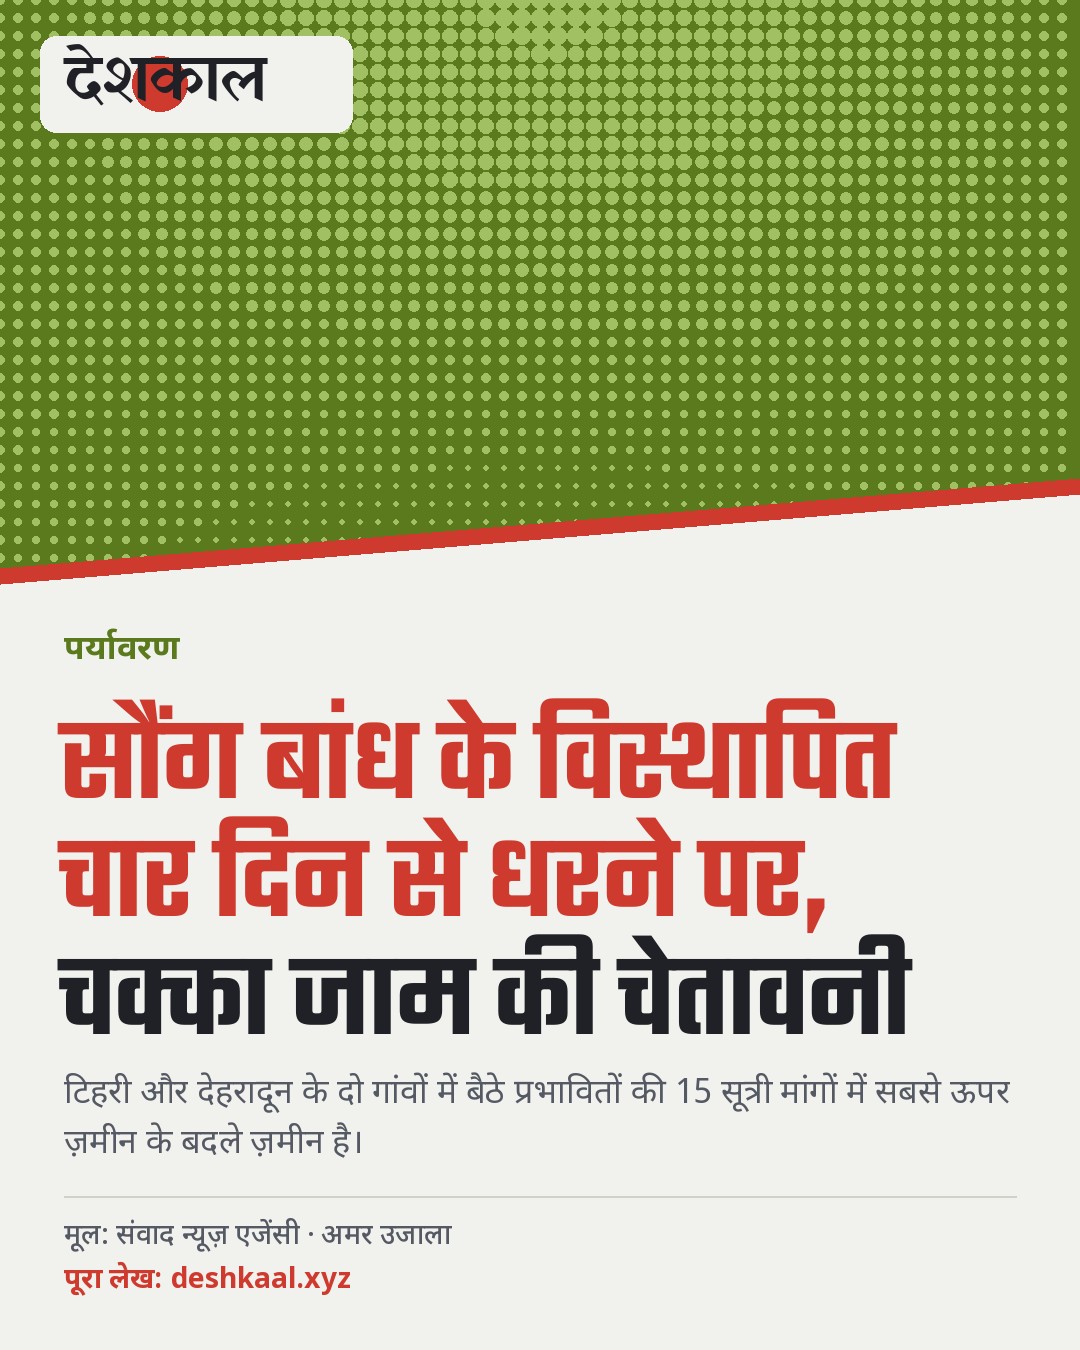 देशकाल
पर्यावरण
सौंग बांध के विस्थापित
चार दिन से धरने पर,
चक्का जाम की चेतावनी
टिहरी और देहरादून के दो गांवों में बैठे प्रभावितों की 15 सूत्री मांगों में सबसे ऊपर
ज़मीन के बदले ज़मीन है।
मूल: संवाद न्यूज़ एजेंसी · अमर उजाला
पूरा लेख: deshkaal.xyz